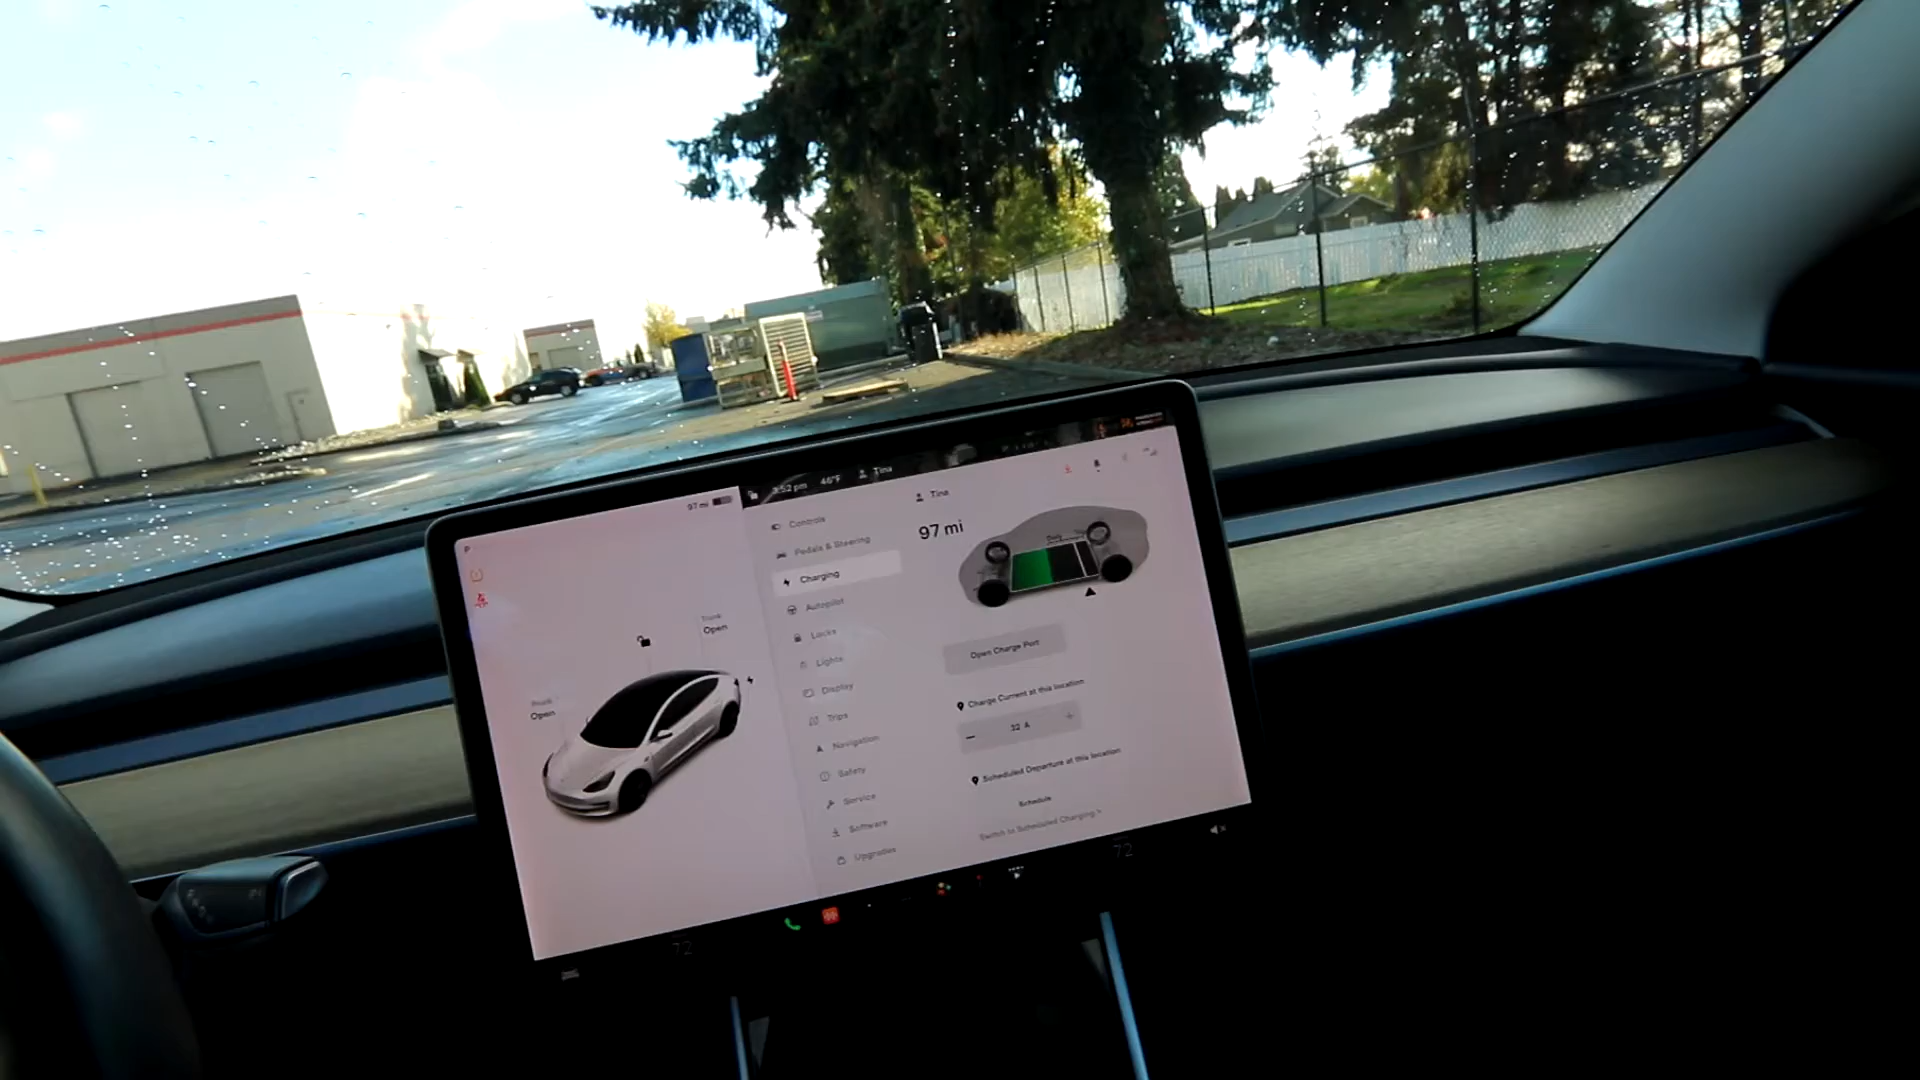 3:52 pm 46°F Tina
97 mi
P
Trunk
Open
Frunk
Open
Controls
Pedals & Steering
Charging
Autopilot
Locks
Lights
Display
Trips
Navigation
Safety
Service
Software
Upgrades
Tina
97 mi
Daily
Trip
Open Charge Port
Charge Current at this location
32 A
Scheduled Departure at this location
Schedule
Switch to Scheduled Charging >
72
72